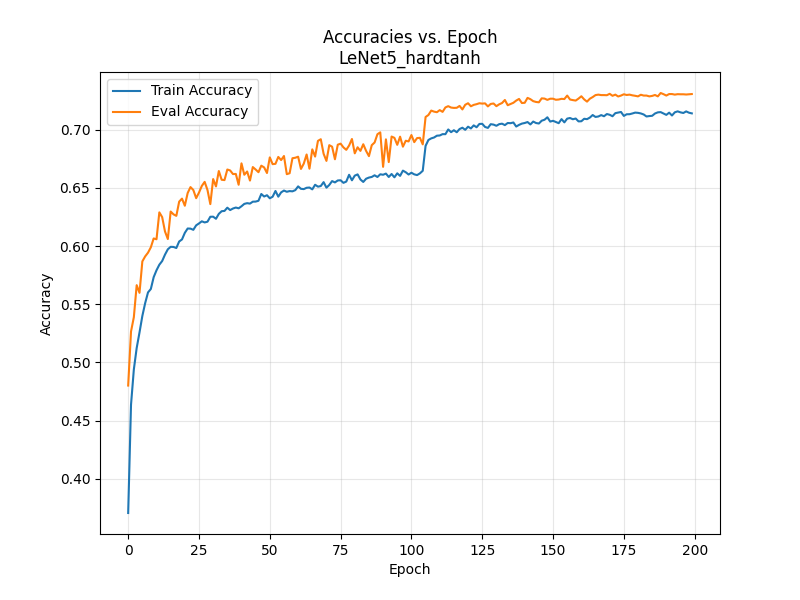 Accuracies vs. Epoch
LeNet5_hardtanh
Train Accuracy
Eval Accuracy
Accuracy
0.70
0.65
0.60
0.55
0.50
0.45
0.40
0 25 50 75 100 125 150 175 200
Epoch